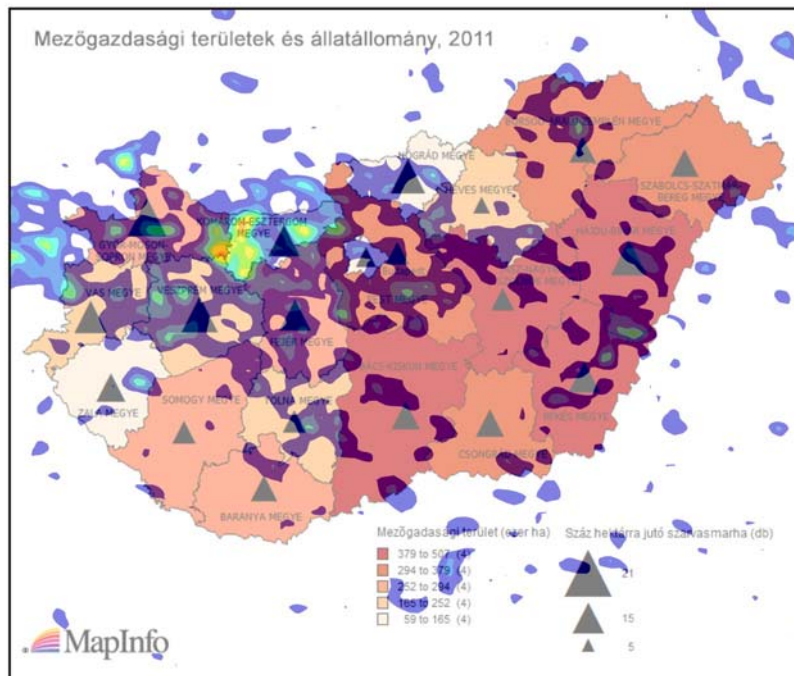 Mezőgazdasági területek és állatállomány, 2011
NÓGRÁD MEGYE
HEVES MEGYE
SZABOLCS-SZATMÁR-
BEREG MEGYE
KOMÁROM-ESZTERGOM
MEGYE
GYŐR-MOSON-
SOPRON MEGYE
HAJDÚ-BIHAR MEGYE
VAS MEGYE
VESZPRÉM MEGYE
PEST MEGYE
FEJÉR MEGYE
BÁCS-KISKUN MEGYE
ZALA MEGYE
SOMOGY MEGYE
TOLNA MEGYE
BÉKÉS MEGYE
CSONGRÁD MEGYE
BARANYA MEGYE
Mezőgadasági terület (ezer ha)
379 to 507 (4)
294 to 379 (4)
252 to 294 (4)
165 to 252 (4)
59 to 165 (4)
Száz hektárra jutó szarvasmarha (db)
21
15
5
MapInfo